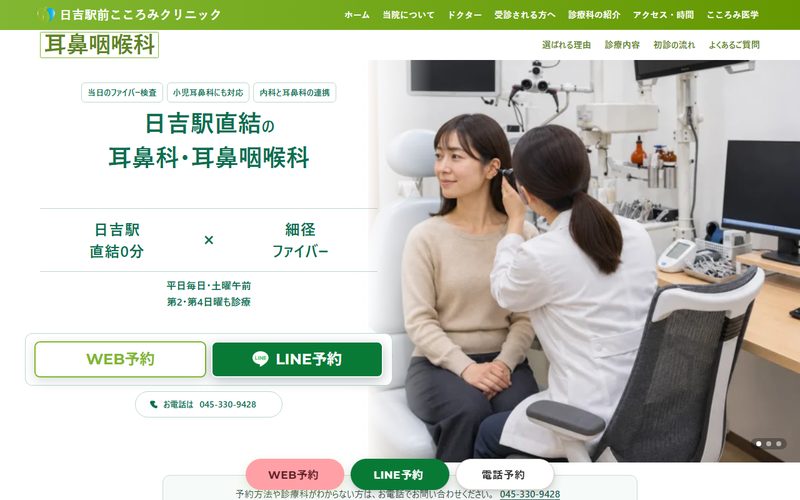 日吉駅前こころみクリニック
ホーム 当院について ドクター 受診される方へ 診療科の紹介 アクセス・時間 こころみ医学
耳鼻咽喉科
選ばれる理由 診療内容 初診の流れ よくあるご質問
当日のファイバー検査 小児耳鼻科にも対応 内科と耳鼻科の連携
日吉駅直結の
耳鼻科・耳鼻咽喉科
日吉駅
直結0分
×
細径
ファイバー
平日毎日・土曜午前
第2・第4日曜も診療
WEB予約 LINE LINE予約
お電話は 045-330-9428
WEB予約 LINE予約 電話予約
予約方法や診療科がわからない方は、お電話でお問い合わせください。 045-330-9428